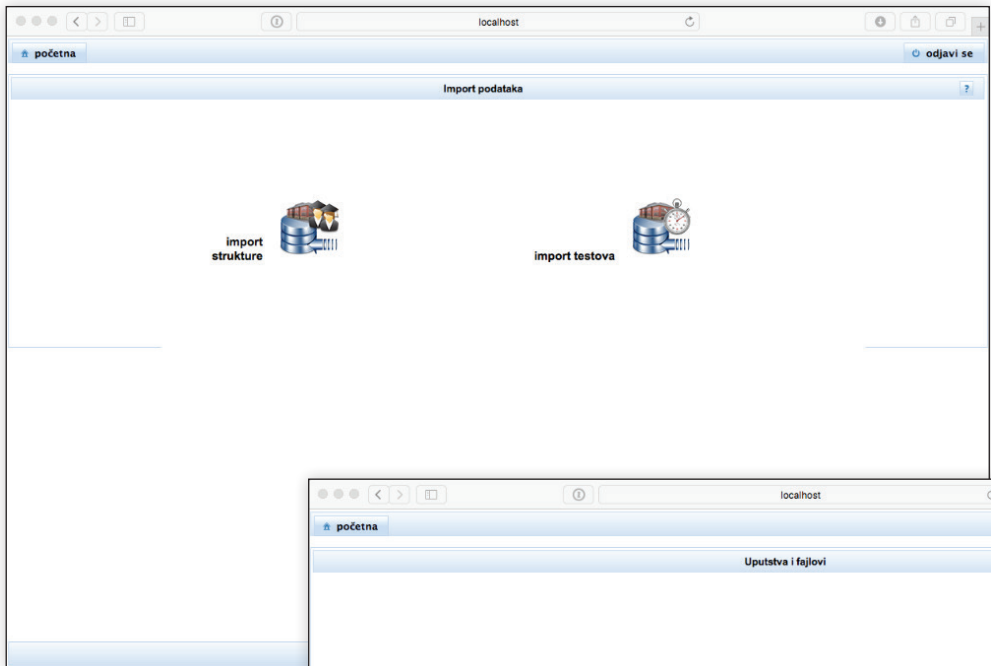 localhost
početna
odjavi se
Import podataka
?
import
strukture
import testova
localhost
početna
Uputstva i fajlovi